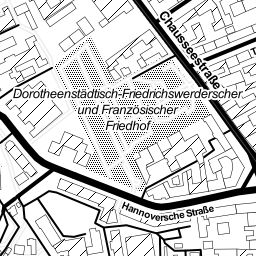 Chausseestraße
Dorotheenstädtisch-Friedrichswerderscher
und Französischer
Friedhof
Hannoversche Straße